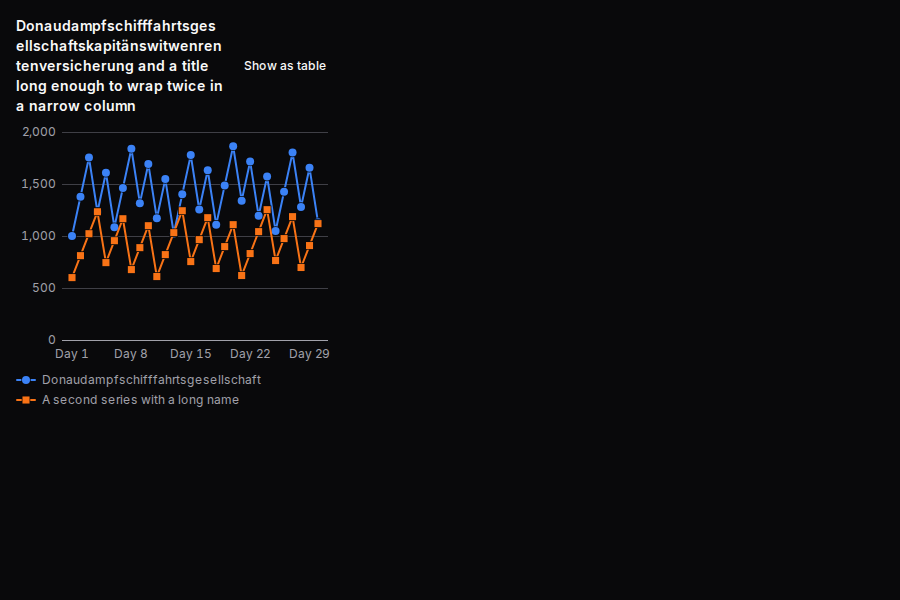 Donaudampfschifffahrtsges
ellschaftskapitänswitwenren
tenversicherung and a title
long enough to wrap twice in
a narrow column
Show as table
2,000
1,500
1,000
500
0
Day 1 Day 8 Day 15 Day 22 Day 29
Donaudampfschifffahrtsgesellschaft
A second series with a long name